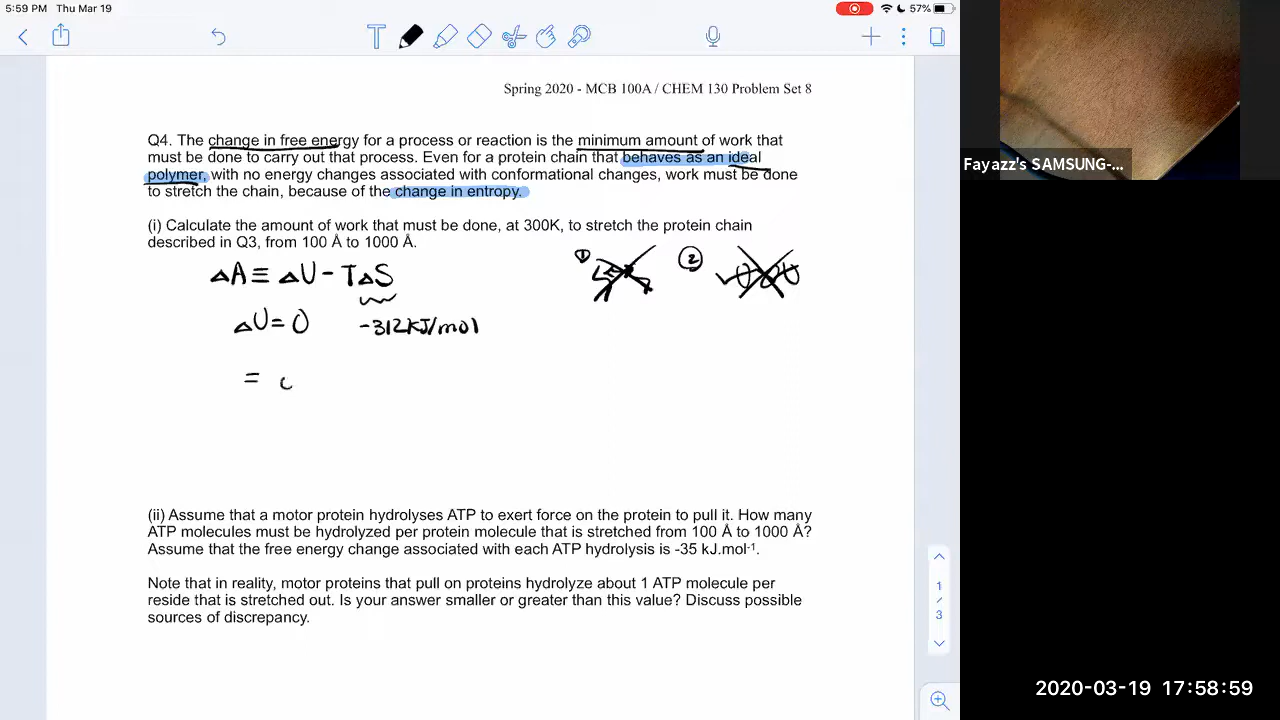 5:59 PM Thu Mar 19
57%
Spring 2020 - MCB 100A / CHEM 130 Problem Set 8
Q4. The change in free energy for a process or reaction is the minimum amount of work that
must be done to carry out that process. Even for a protein chain that behaves as an ideal
polymer, with no energy changes associated with conformational changes, work must be done
to stretch the chain, because of the change in entropy.
(i) Calculate the amount of work that must be done, at 300K, to stretch the protein chain
described in Q3, from 100 Å to 1000 Å.
ΔA ≡ ΔU - TΔS
① ②
ΔU = 0 -312KJ/mol
=
(ii) Assume that a motor protein hydrolyses ATP to exert force on the protein to pull it. How many
ATP molecules must be hydrolyzed per protein molecule that is stretched from 100 Å to 1000 Å?
Assume that the free energy change associated with each ATP hydrolysis is -35 kJ.mol-1.
Note that in reality, motor proteins that pull on proteins hydrolyze about 1 ATP molecule per
reside that is stretched out. Is your answer smaller or greater than this value? Discuss possible
sources of discrepancy.
1
/
3
Fayazz's SAMSUNG-...
2020-03-19 17:58:59